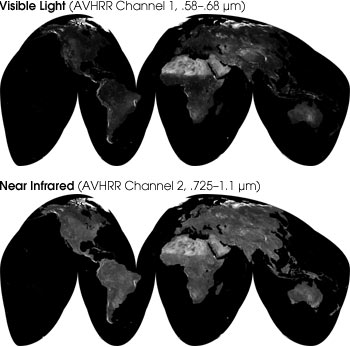 Visible Light (AVHRR Channel 1, .58–.68 µm)
Near Infrared (AVHRR Channel 2, .725–1.1 µm)